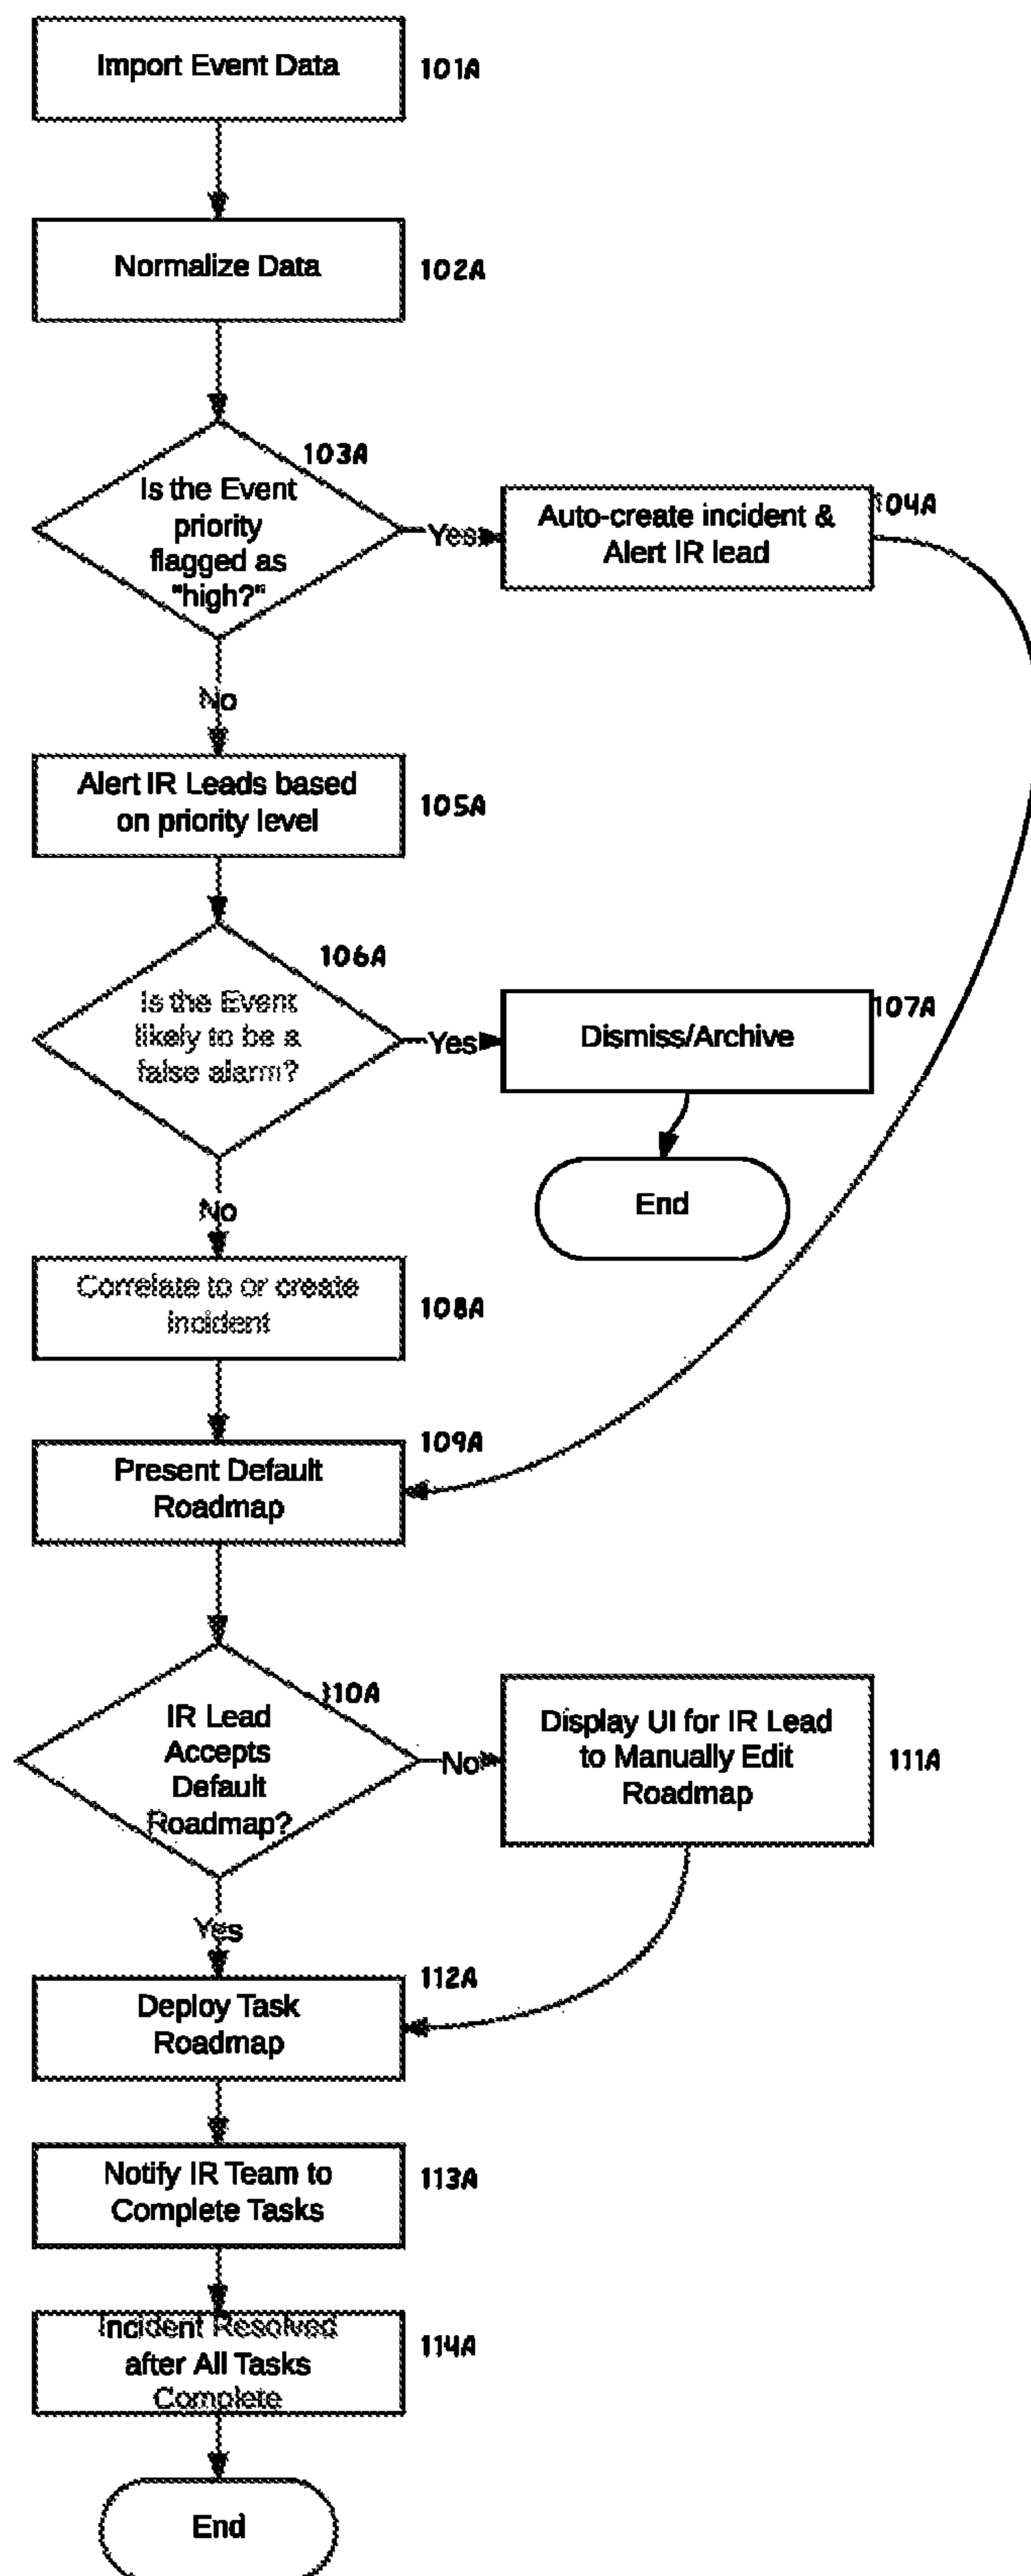 Import Event Data
101A
Normalize Data
102A
103A
Is the Event
priority
flagged as
"high?"
Yes
Auto-create incident &
Alert IR lead
104A
No
Alert IR Leads based
on priority level
105A
106A
Is the Event
likely to be a
false alarm?
Yes
Dismiss/Archive
107A
End
No
Correlate to or create
incident
108A
109A
Present Default
Roadmap
110A
IR Lead
Accepts
Default
Roadmap?
No
Display UI for IR Lead
to Manually Edit
Roadmap
111A
Yes
112A
Deploy Task
Roadmap
Notify IR Team to
Complete Tasks
113A
Incident Resolved
after All Tasks
Complete
114A
End